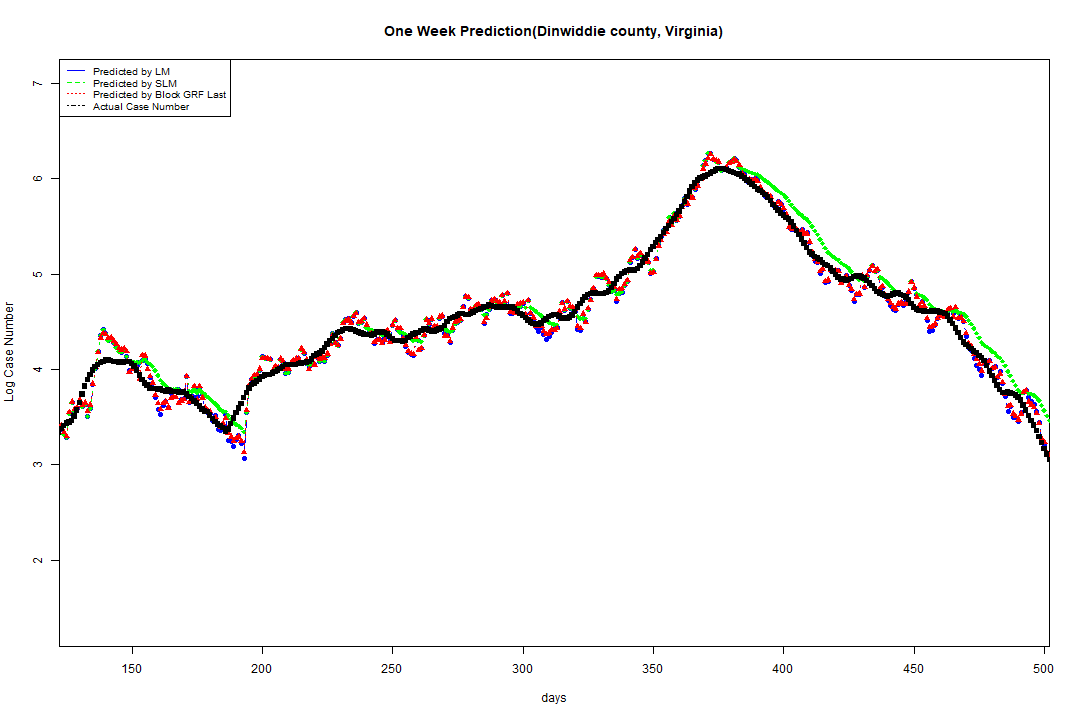 One Week Prediction(Dinwiddie county, Virginia)
Predicted by LM
Predicted by SLM
Predicted by Block GRF Last
Actual Case Number
Log Case Number
7
6
5
4
3
2
150 200 250 300 350 400 450 500
days